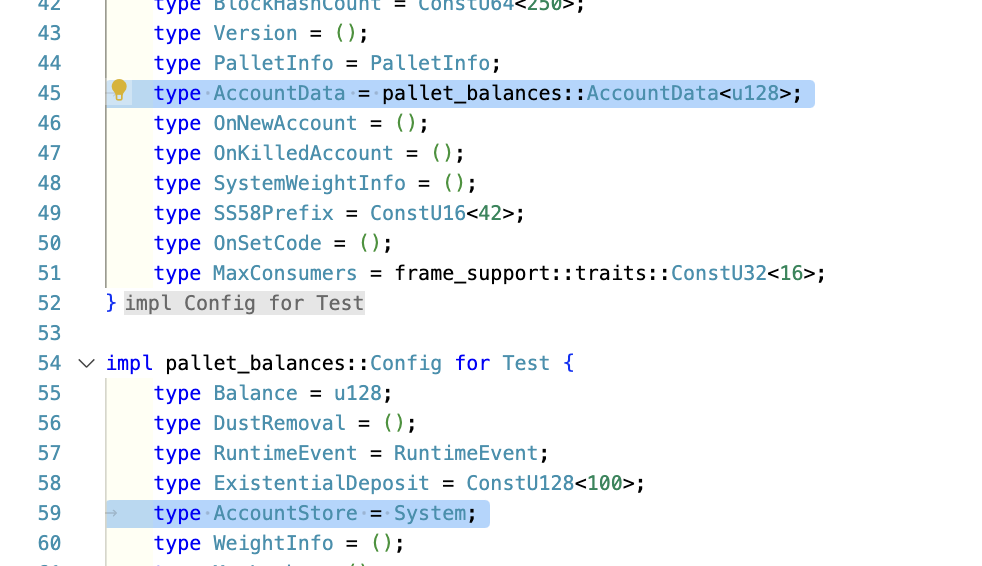 42 type BlockHashCount = ConstU64<250>;
43 type Version = ();
44 type PalletInfo = PalletInfo;
45 type AccountData = pallet_balances::AccountData<u128>;
46 type OnNewAccount = ();
47 type OnKilledAccount = ();
48 type SystemWeightInfo = ();
49 type SS58Prefix = ConstU16<42>;
50 type OnSetCode = ();
51 type MaxConsumers = frame_support::traits::ConstU32<16>;
52 } impl Config for Test
53
54 impl pallet_balances::Config for Test {
55 type Balance = u128;
56 type DustRemoval = ();
57 type RuntimeEvent = RuntimeEvent;
58 type ExistentialDeposit = ConstU128<100>;
59 type AccountStore = System;
60 type WeightInfo = ();